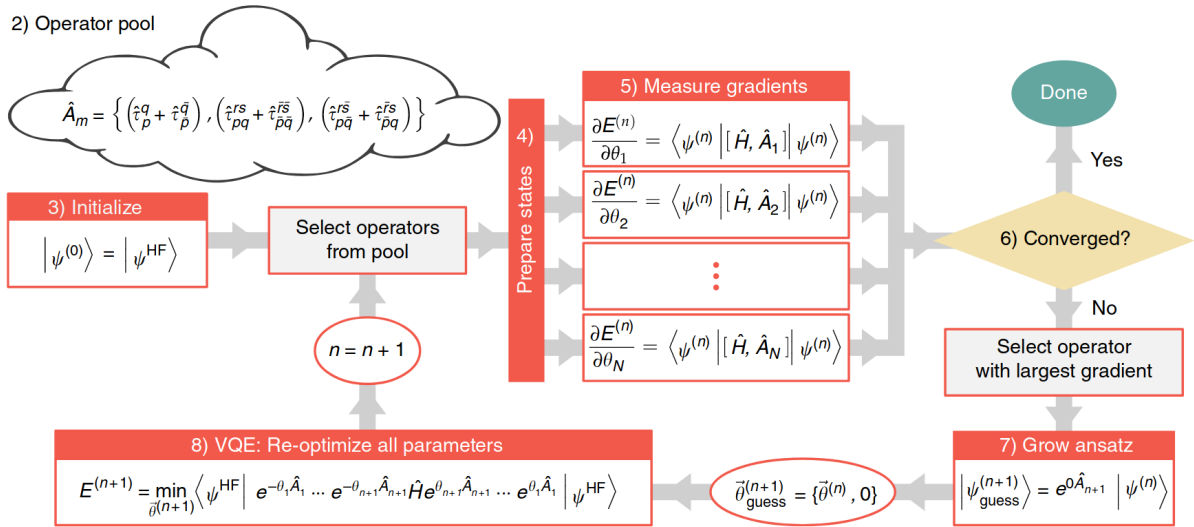 2) Operator pool
Â_m = { ( τ̂_p^q + τ̂_p̄^q̄ ) , ( τ̂_pq^rs + τ̂_p̄q̄^r̄s̄ ) , ( τ̂_pq̄^rs̄ + τ̂_p̄q^r̄s ) }
3) Initialize
|ψ^(0)⟩ = |ψ^HF⟩
Select operators
from pool
n = n + 1
Prepare states 4)
5) Measure gradients
∂E^(n)/∂θ_1 = ⟨ψ^(n)|[Ĥ, Â_1]|ψ^(n)⟩
∂E^(n)/∂θ_2 = ⟨ψ^(n)|[Ĥ, Â_2]|ψ^(n)⟩
⋮
∂E^(n)/∂θ_N = ⟨ψ^(n)|[Ĥ, Â_N]|ψ^(n)⟩
Done
Yes
6) Converged?
No
Select operator
with largest gradient
7) Grow ansatz
|ψ_guess^(n+1)⟩ = e^{0Â_{n+1}} |ψ^(n)⟩
θ⃗_guess^(n+1) = {θ⃗^(n), 0}
8) VQE: Re-optimize all parameters
E^(n+1) = min_{θ⃗^(n+1)} ⟨ψ^HF| e^{-θ_1Â_1} ⋯ e^{-θ_{n+1}Â_{n+1}} Ĥ e^{θ_{n+1}Â_{n+1}} ⋯ e^{θ_1Â_1} |ψ^HF⟩